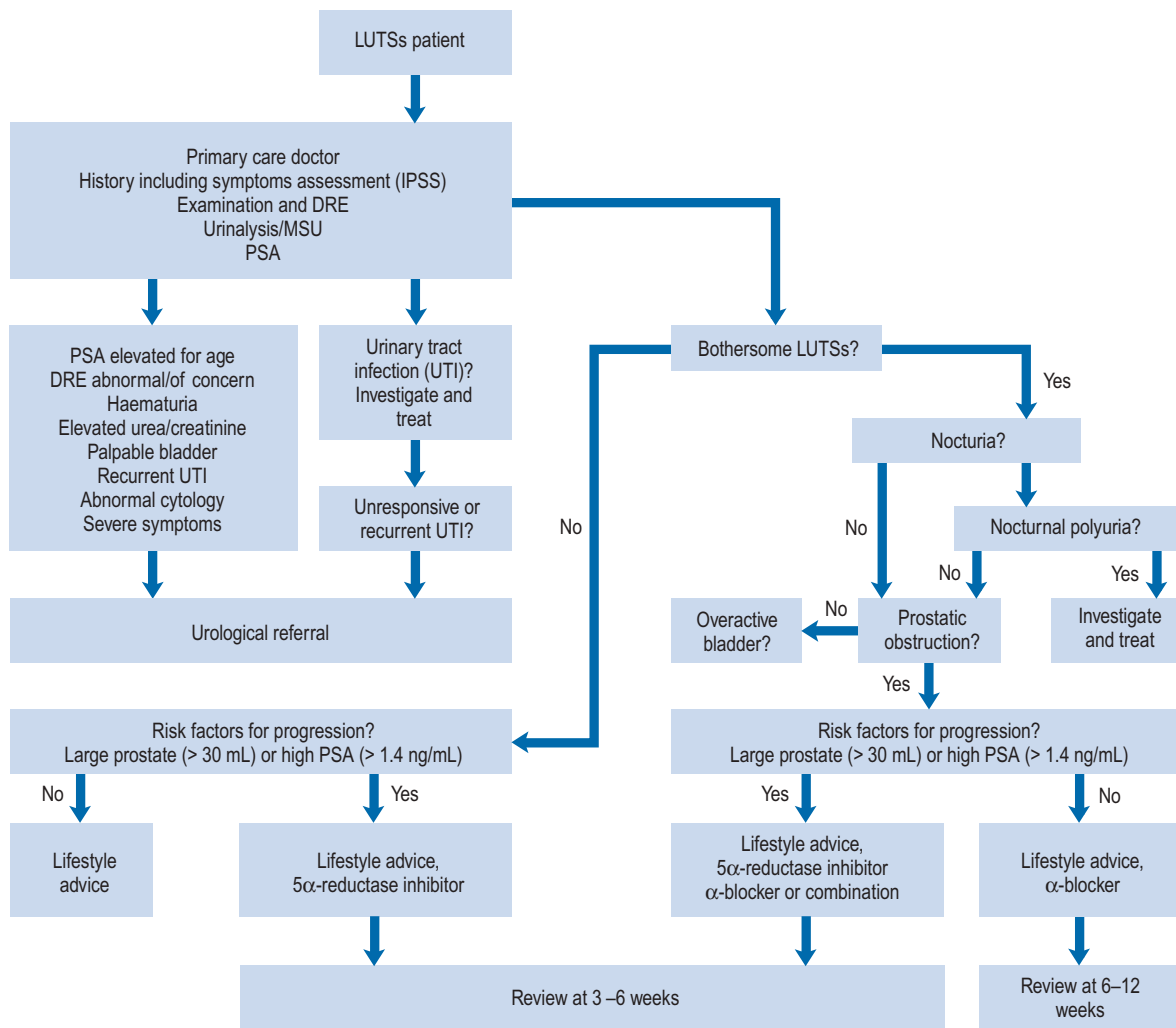 LUTSs patient
Primary care doctor
History including symptoms assessment (IPSS)
Examination and DRE
Urinalysis/MSU
PSA
PSA elevated for age
DRE abnormal/of concern
Haematuria
Elevated urea/creatinine
Palpable bladder
Recurrent UTI
Abnormal cytology
Severe symptoms
Urinary tract
infection (UTI)?
Investigate and
treat
Unresponsive or
recurrent UTI?
Urological referral
Bothersome LUTSs?
Yes
No
Nocturia?
No
Nocturnal polyuria?
No
Yes
Overactive
bladder?
No
Prostatic
obstruction?
Investigate
and treat
Yes
Risk factors for progression?
Large prostate (> 30 mL) or high PSA (> 1.4 ng/mL)
No
Yes
Lifestyle
advice
Lifestyle advice,
5α-reductase inhibitor
Risk factors for progression?
Large prostate (> 30 mL) or high PSA (> 1.4 ng/mL)
Yes
No
Lifestyle advice,
5α-reductase inhibitor
α-blocker or combination
Lifestyle advice,
α-blocker
Review at 3 –6 weeks
Review at 6–12
weeks